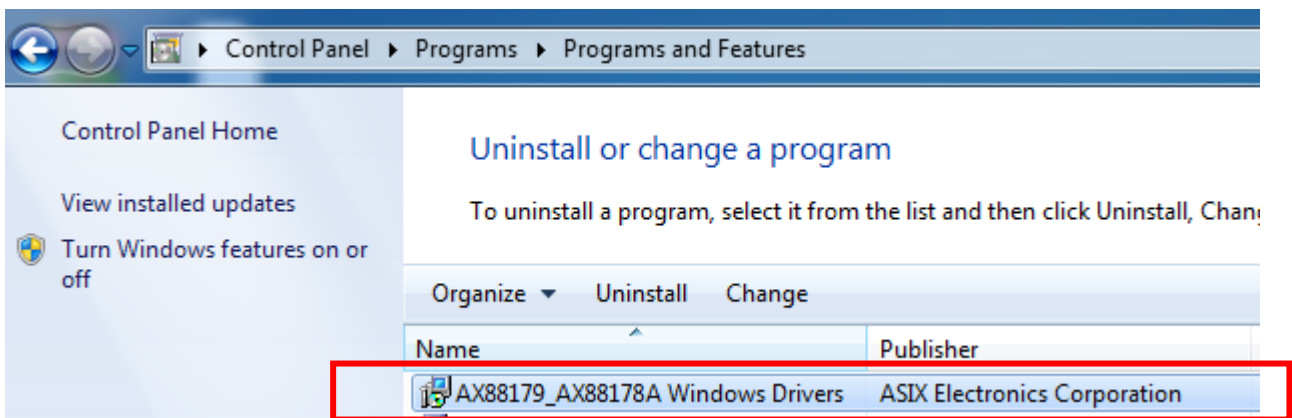 Control Panel ▸ Programs ▸ Programs and Features
Control Panel Home
View installed updates
Turn Windows features on or
off
Uninstall or change a program
To uninstall a program, select it from the list and then click Uninstall,
Organize Uninstall Change
Name Publisher
AX88179_AX88178A Windows Drivers ASIX Electronics Corporation